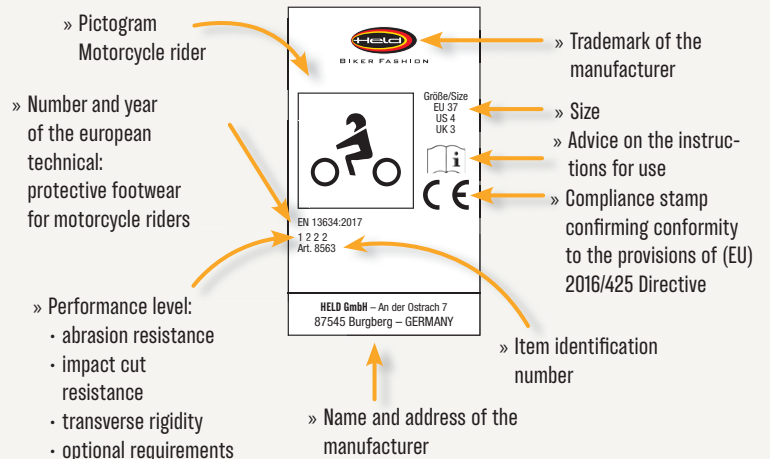 » Pictogram
Motorcycle rider
» Number and year
of the european
technical:
protective footwear
for motorcycle riders
» Performance level:
· abrasion resistance
· impact cut
resistance
· transverse rigidity
· optional requirements
Held
BIKER FASHION
Größe/Size
EU 37
US 4
UK 3
i
CE
EN 13634:2017
1 2 2 2
Art. 8563
HELD GmbH – An der Ostrach 7
87545 Burgberg – GERMANY
» Trademark of the
manufacturer
» Size
» Advice on the instruc-
tions for use
» Compliance stamp
confirming conformity
to the provisions of (EU)
2016/425 Directive
» Item identification
number
» Name and address of the
manufacturer